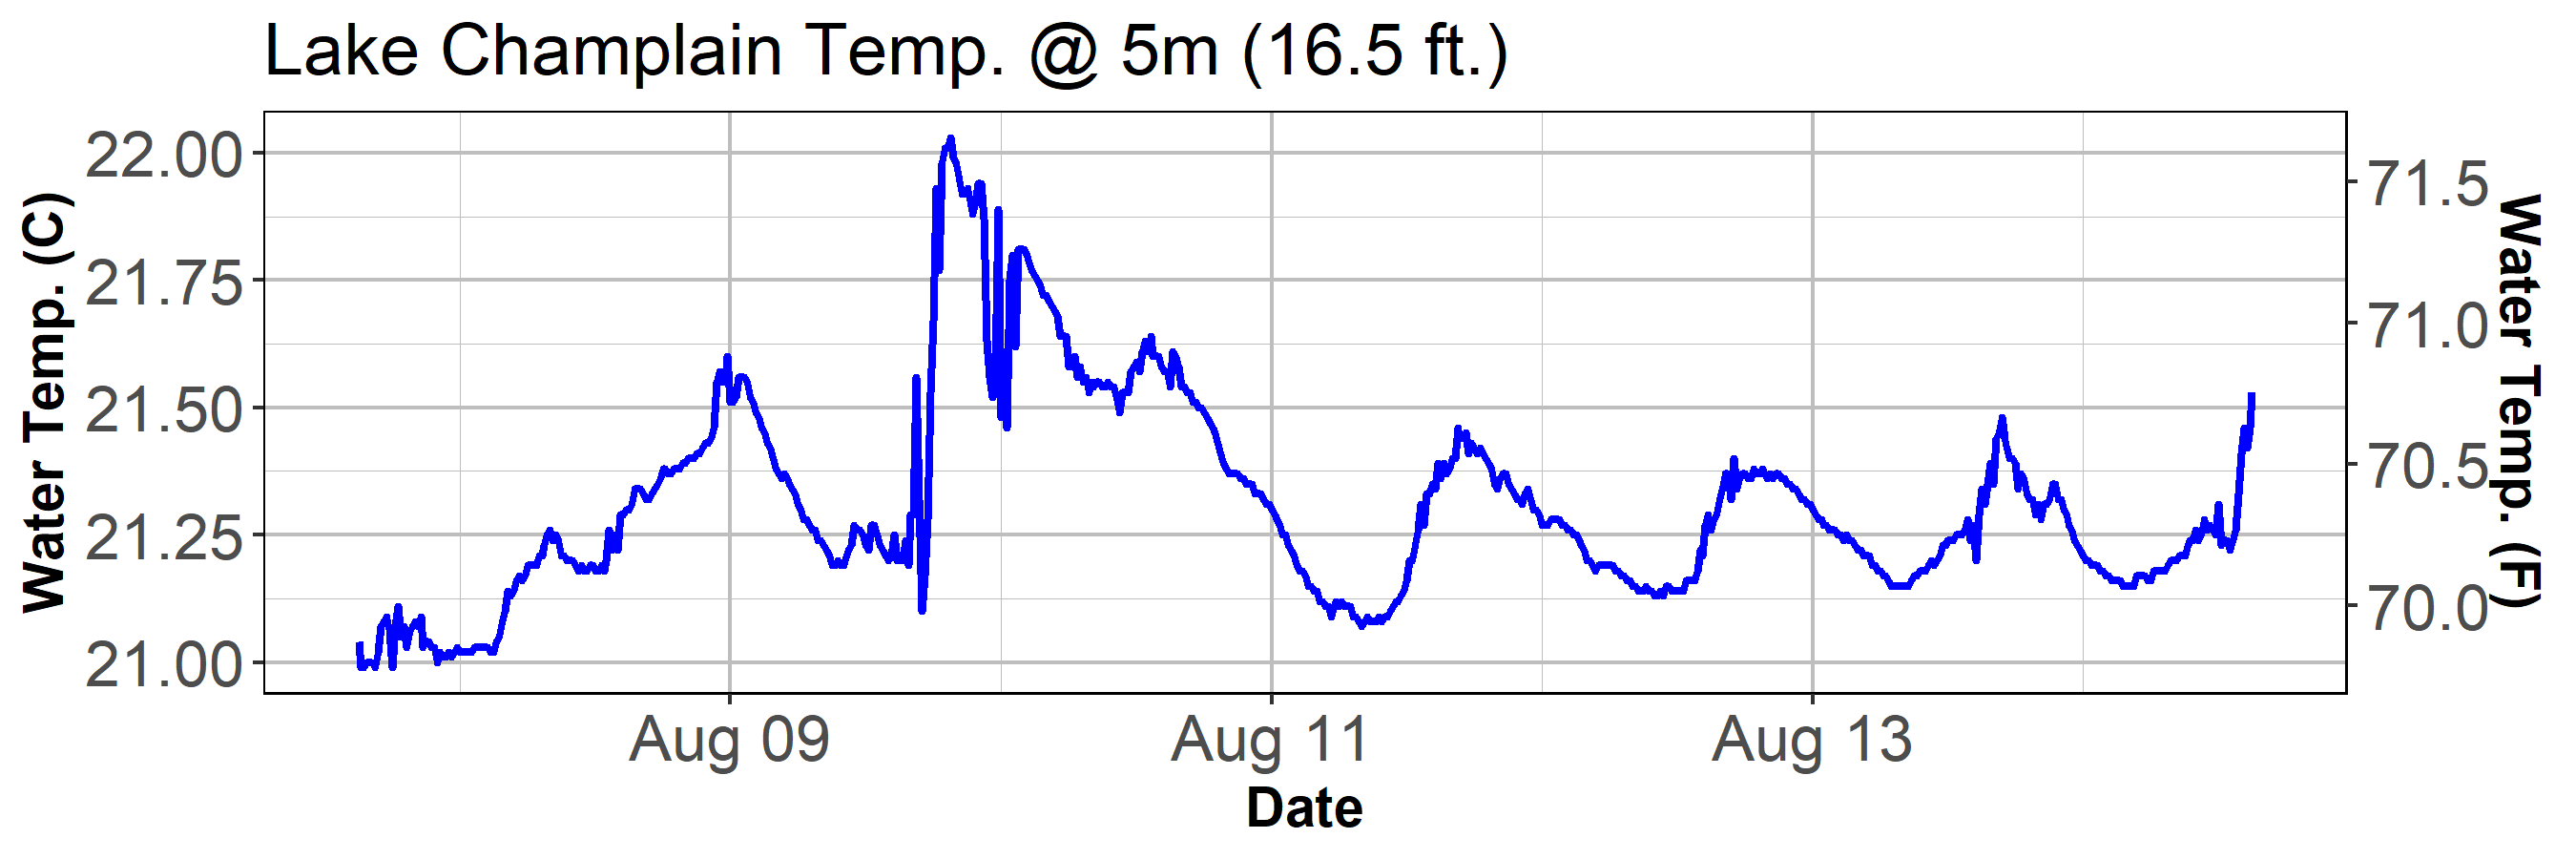 Lake Champlain Temp. @ 5m (16.5 ft.)
Water Temp. (C)
22.00
21.75
21.50
21.25
21.00
71.5
71.0
70.5
70.0
Water Temp. (F)
Aug 09 Aug 11 Aug 13
Date